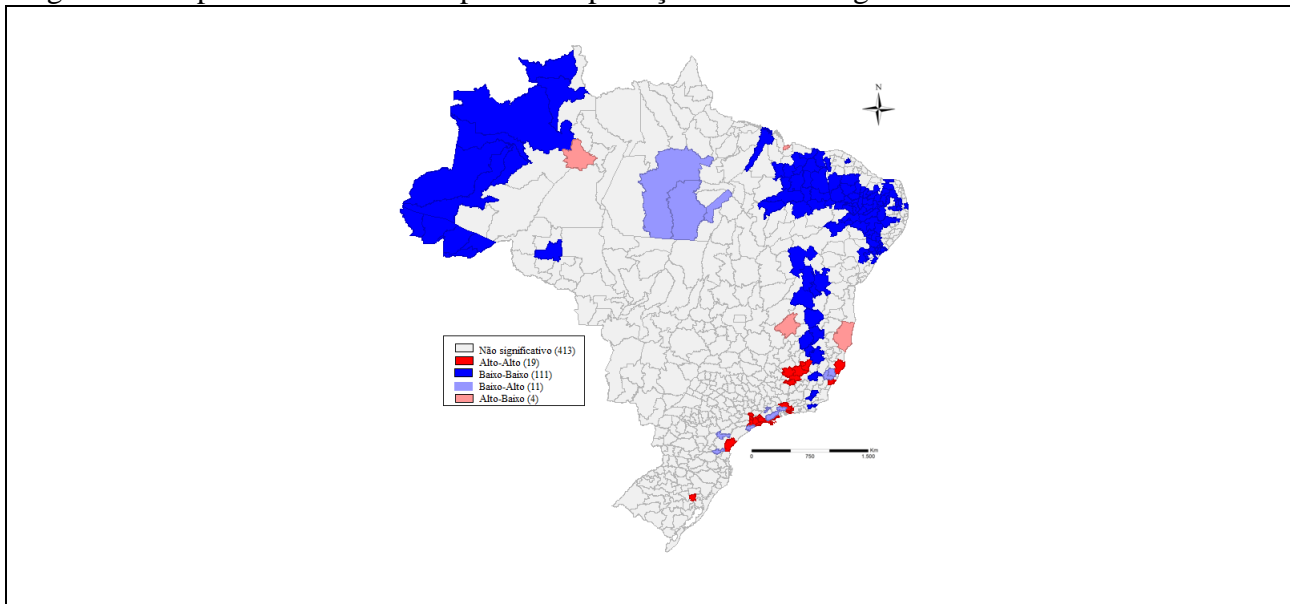 N
Não significativo (413)
Alto-Alto (19)
Baixo-Baixo (111)
Baixo-Alto (11)
Alto-Baixo (4)
Km
0 750 1.500